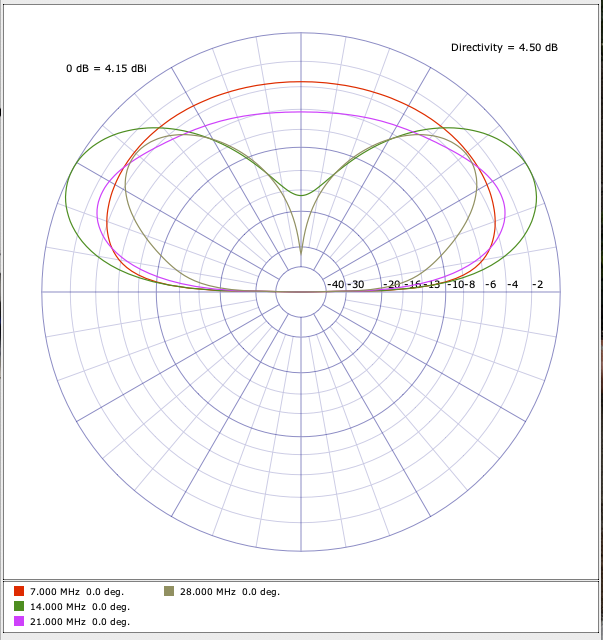 Directivity = 4.50 dB
0 dB = 4.15 dBi
-40 -30 -20 -16 -13 -10 -8 -6 -4 -2
7.000 MHz 0.0 deg. 28.000 MHz 0.0 deg.
14.000 MHz 0.0 deg.
21.000 MHz 0.0 deg.